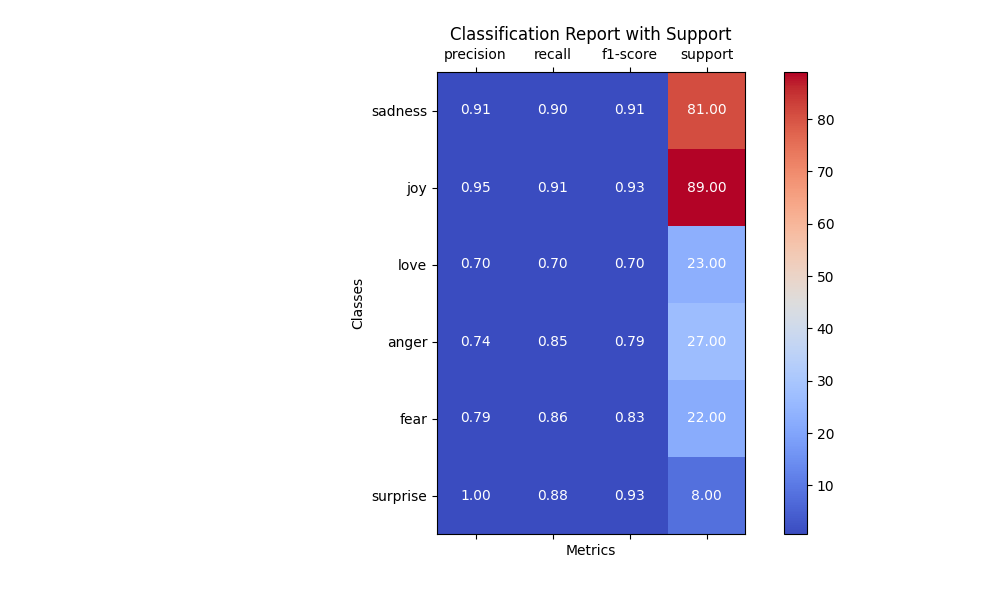 Classification Report with Support
precision recall f1-score support
sadness 0.91 0.90 0.91 81.00
joy 0.95 0.91 0.93 89.00
love 0.70 0.70 0.70 23.00
anger 0.74 0.85 0.79 27.00
fear 0.79 0.86 0.83 22.00
surprise 1.00 0.88 0.93 8.00
Classes
Metrics
80
70
60
50
40
30
20
10